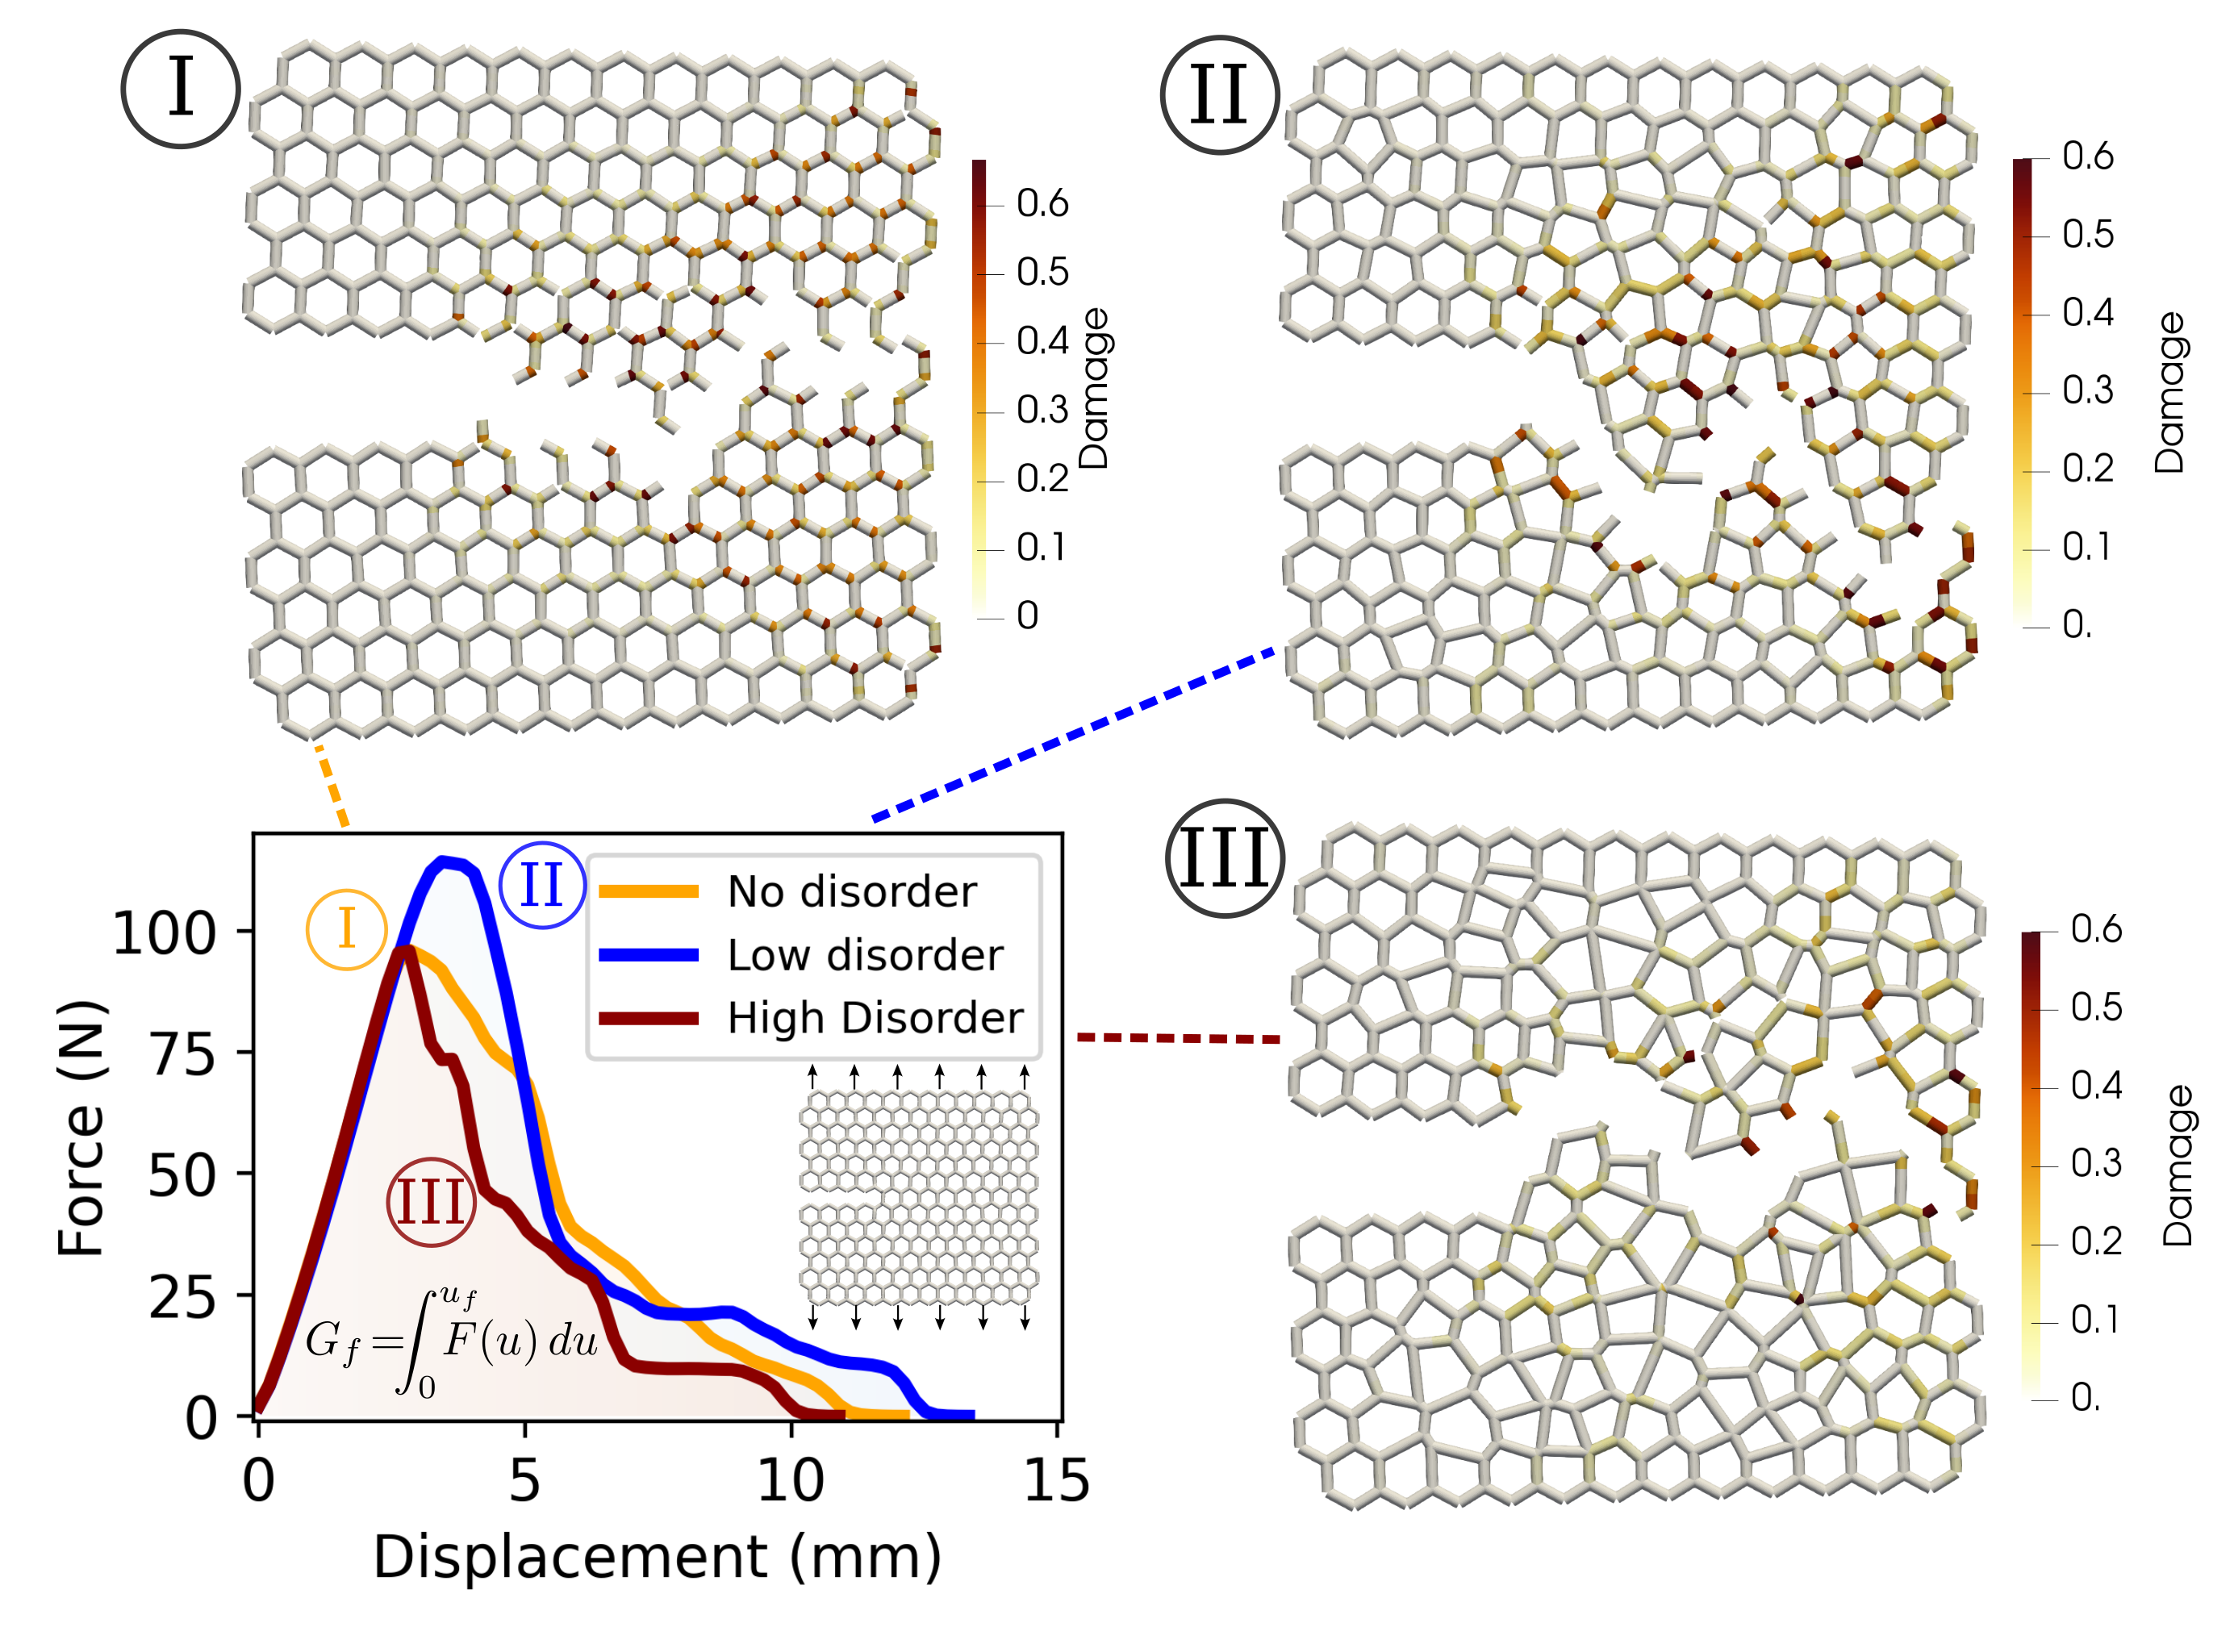 I
0.6
0.5
0.4
0.3
0.2
0.1
0
Damage
II
0.6
0.5
0.4
0.3
0.2
0.1
0.
Damage
III
0.6
0.5
0.4
0.3
0.2
0.1
0.
Damage
I
II
III
No disorder
Low disorder
High Disorder
G_f = ∫_0^{u_f} F(u) du
100
75
50
25
0
Force (N)
0 5 10 15
Displacement (mm)